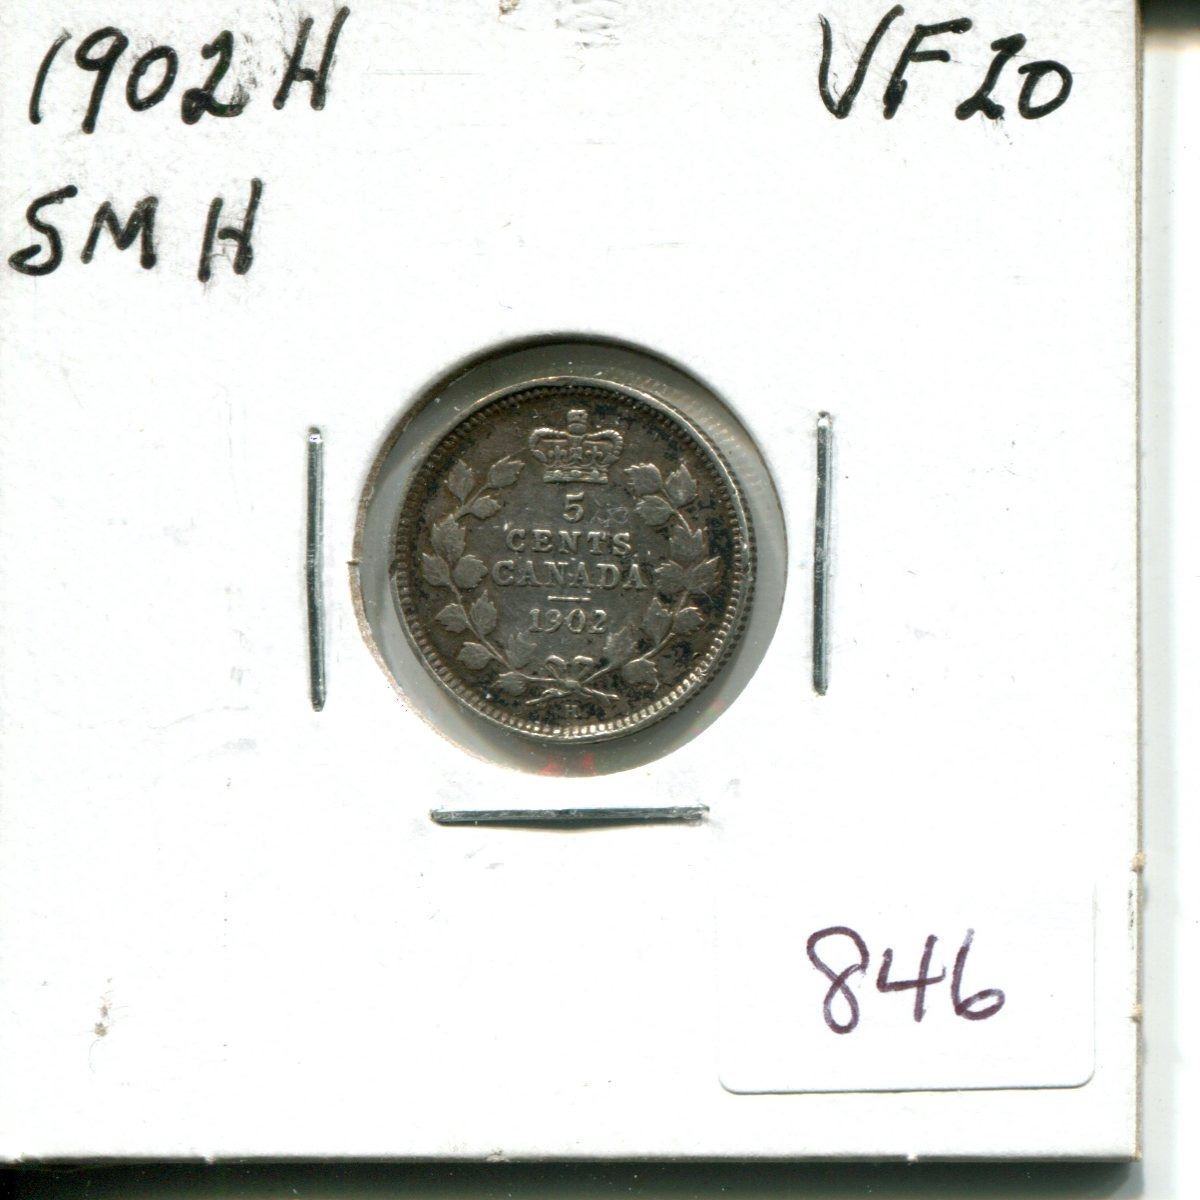 1902 H
VF20
SM H
5
CENTS
CANADA
1902
H
846